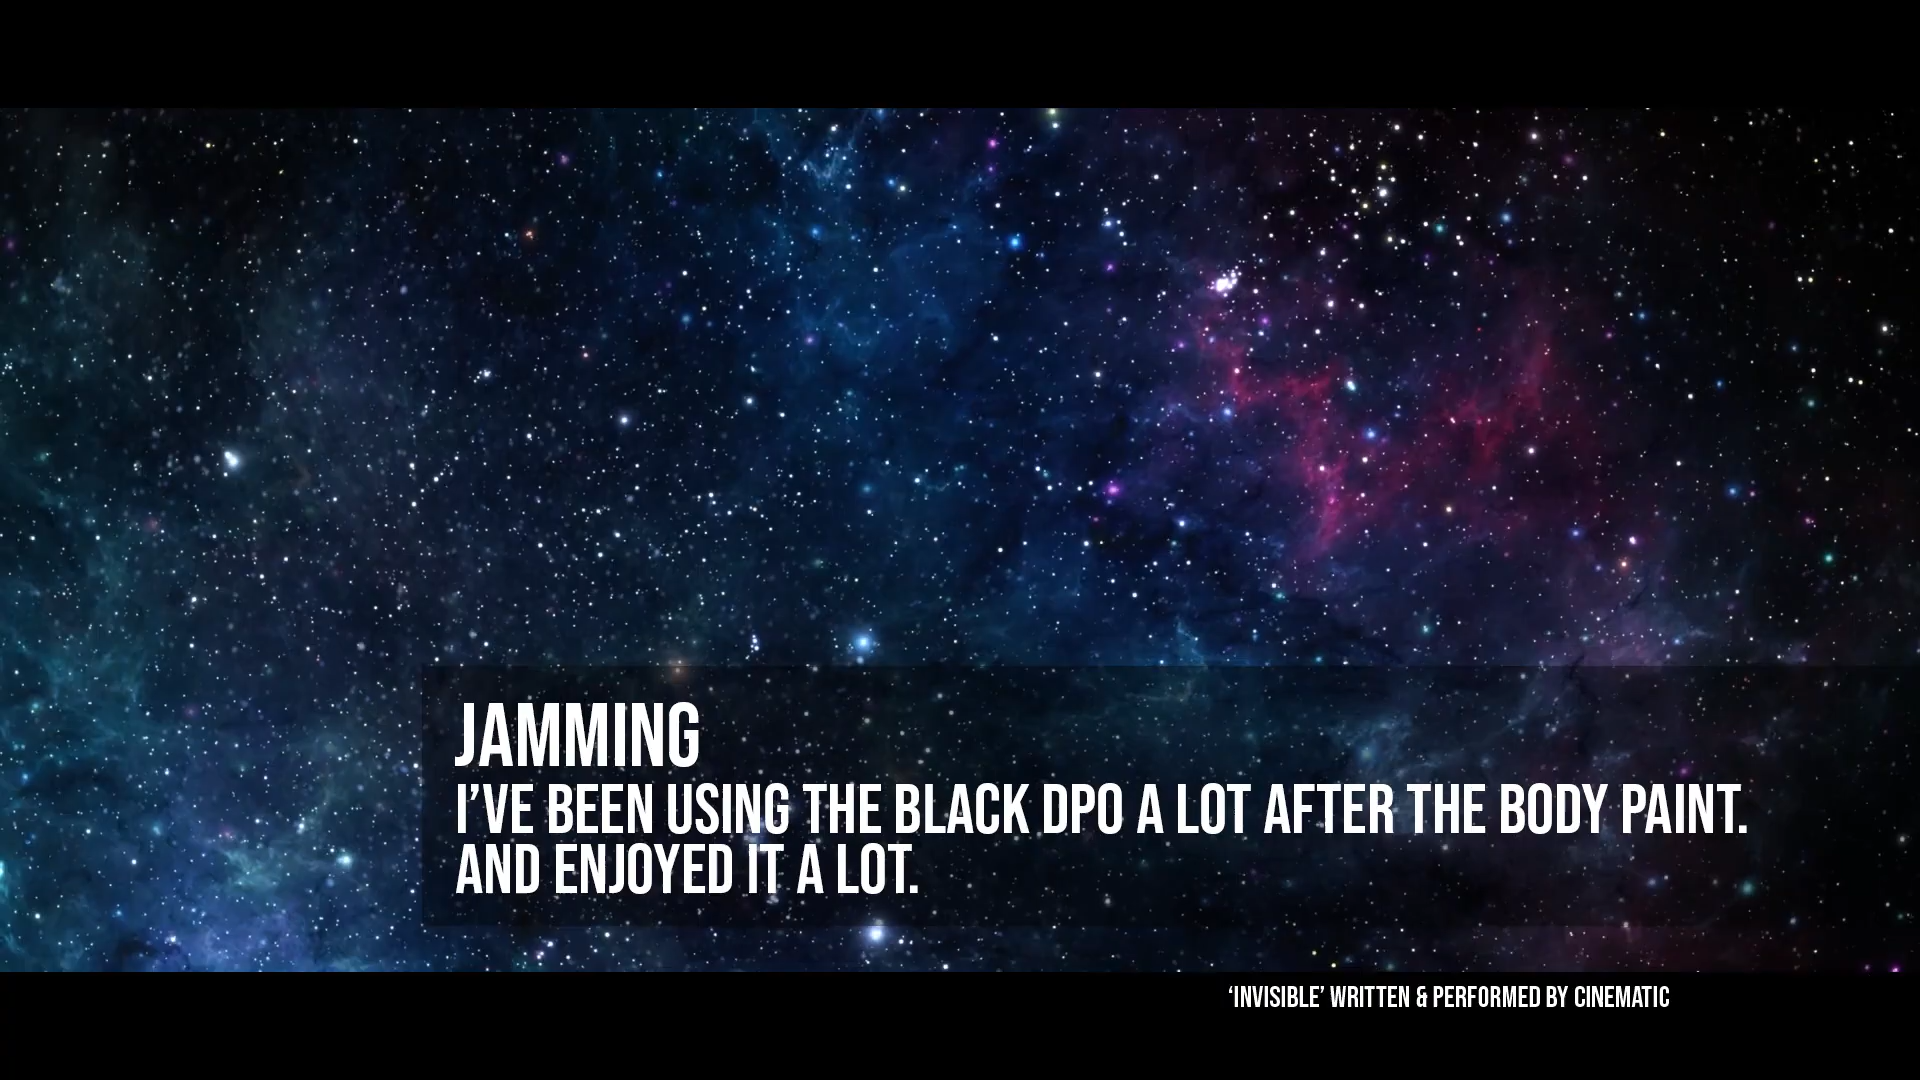 JAMMING
I'VE BEEN USING THE BLACK DPO A LOT AFTER THE BODY PAINT.
AND ENJOYED IT A LOT.
'INVISIBLE' WRITTEN & PERFORMED BY CINEMATIC